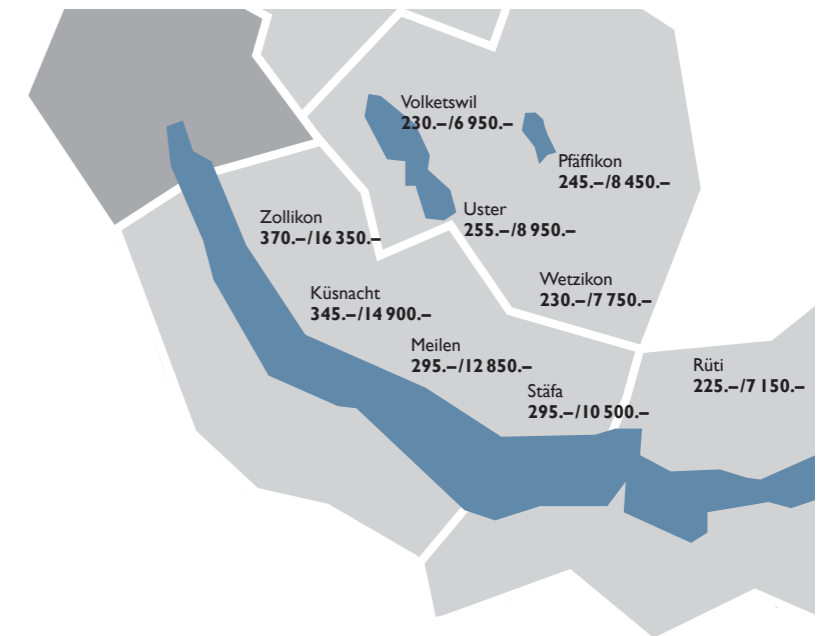 Volketswil
230.–/6 950.–
Pfäffikon
245.–/8 450.–
Zollikon
370.–/16 350.–
Uster
255.–/8 950.–
Wetzikon
230.–/7 750.–
Küsnacht
345.–/14 900.–
Meilen
295.–/12 850.–
Stäfa
295.–/10 500.–
Rüti
225.–/7 150.–